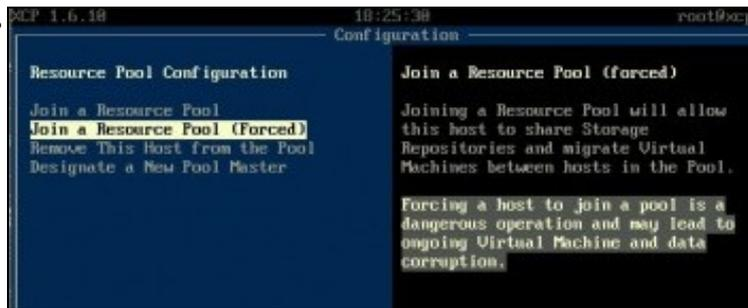 XCP 1.6.10 18:25:30 root@xcp
Configuration
Resource Pool Configuration
Join a Resource Pool
Join a Resource Pool (Forced)
Remove This Host from the Pool
Designate a New Pool Master
Join a Resource Pool (forced)
Joining a Resource Pool will allow
this host to share Storage
Repositories and migrate Virtual
Machines between hosts in the Pool.
Forcing a host to join a pool is a
dangerous operation and may lead to
ongoing Virtual Machine and data
corruption.